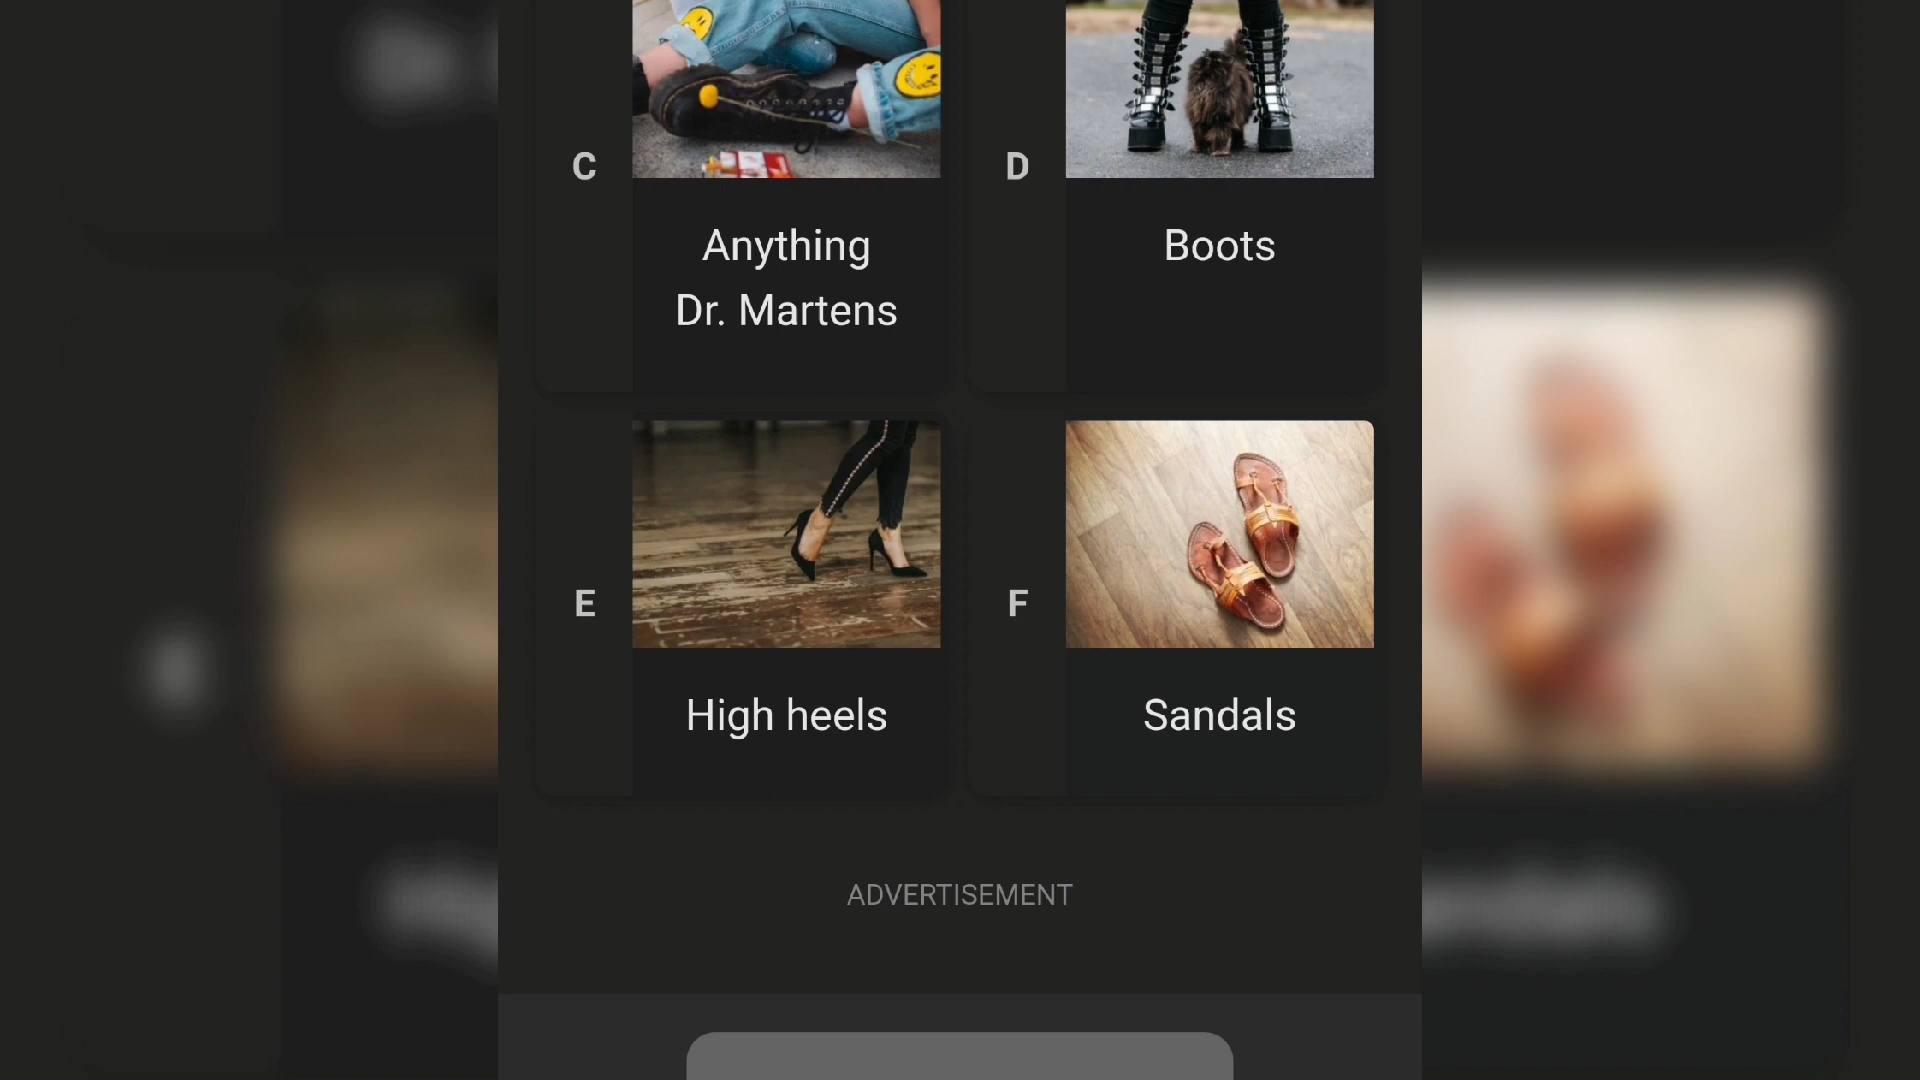 C
Anything
Dr. Martens
D
Boots
E
High heels
F
Sandals
ADVERTISEMENT